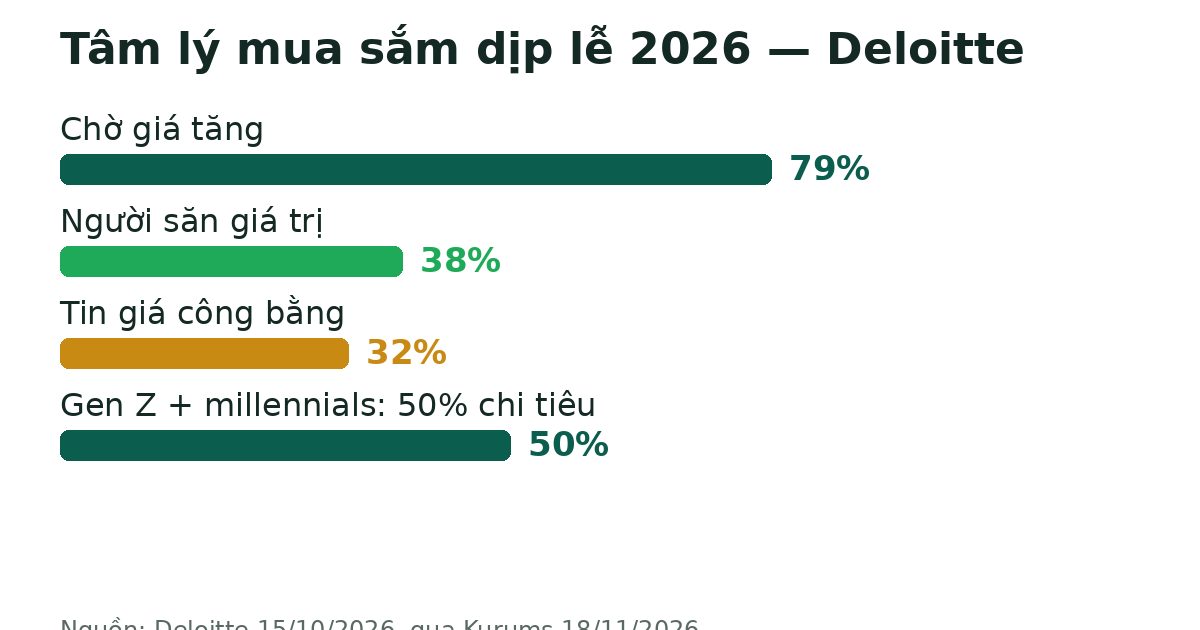 Tâm lý mua sắm dịp lễ 2026 — Deloitte
Chờ giá tăng
79%
Người săn giá trị
38%
Tin giá công bằng
32%
Gen Z + millennials: 50% chi tiêu
50%
Nguồn: Deloitte 15/10/2026, qua Kurums 18/11/2026